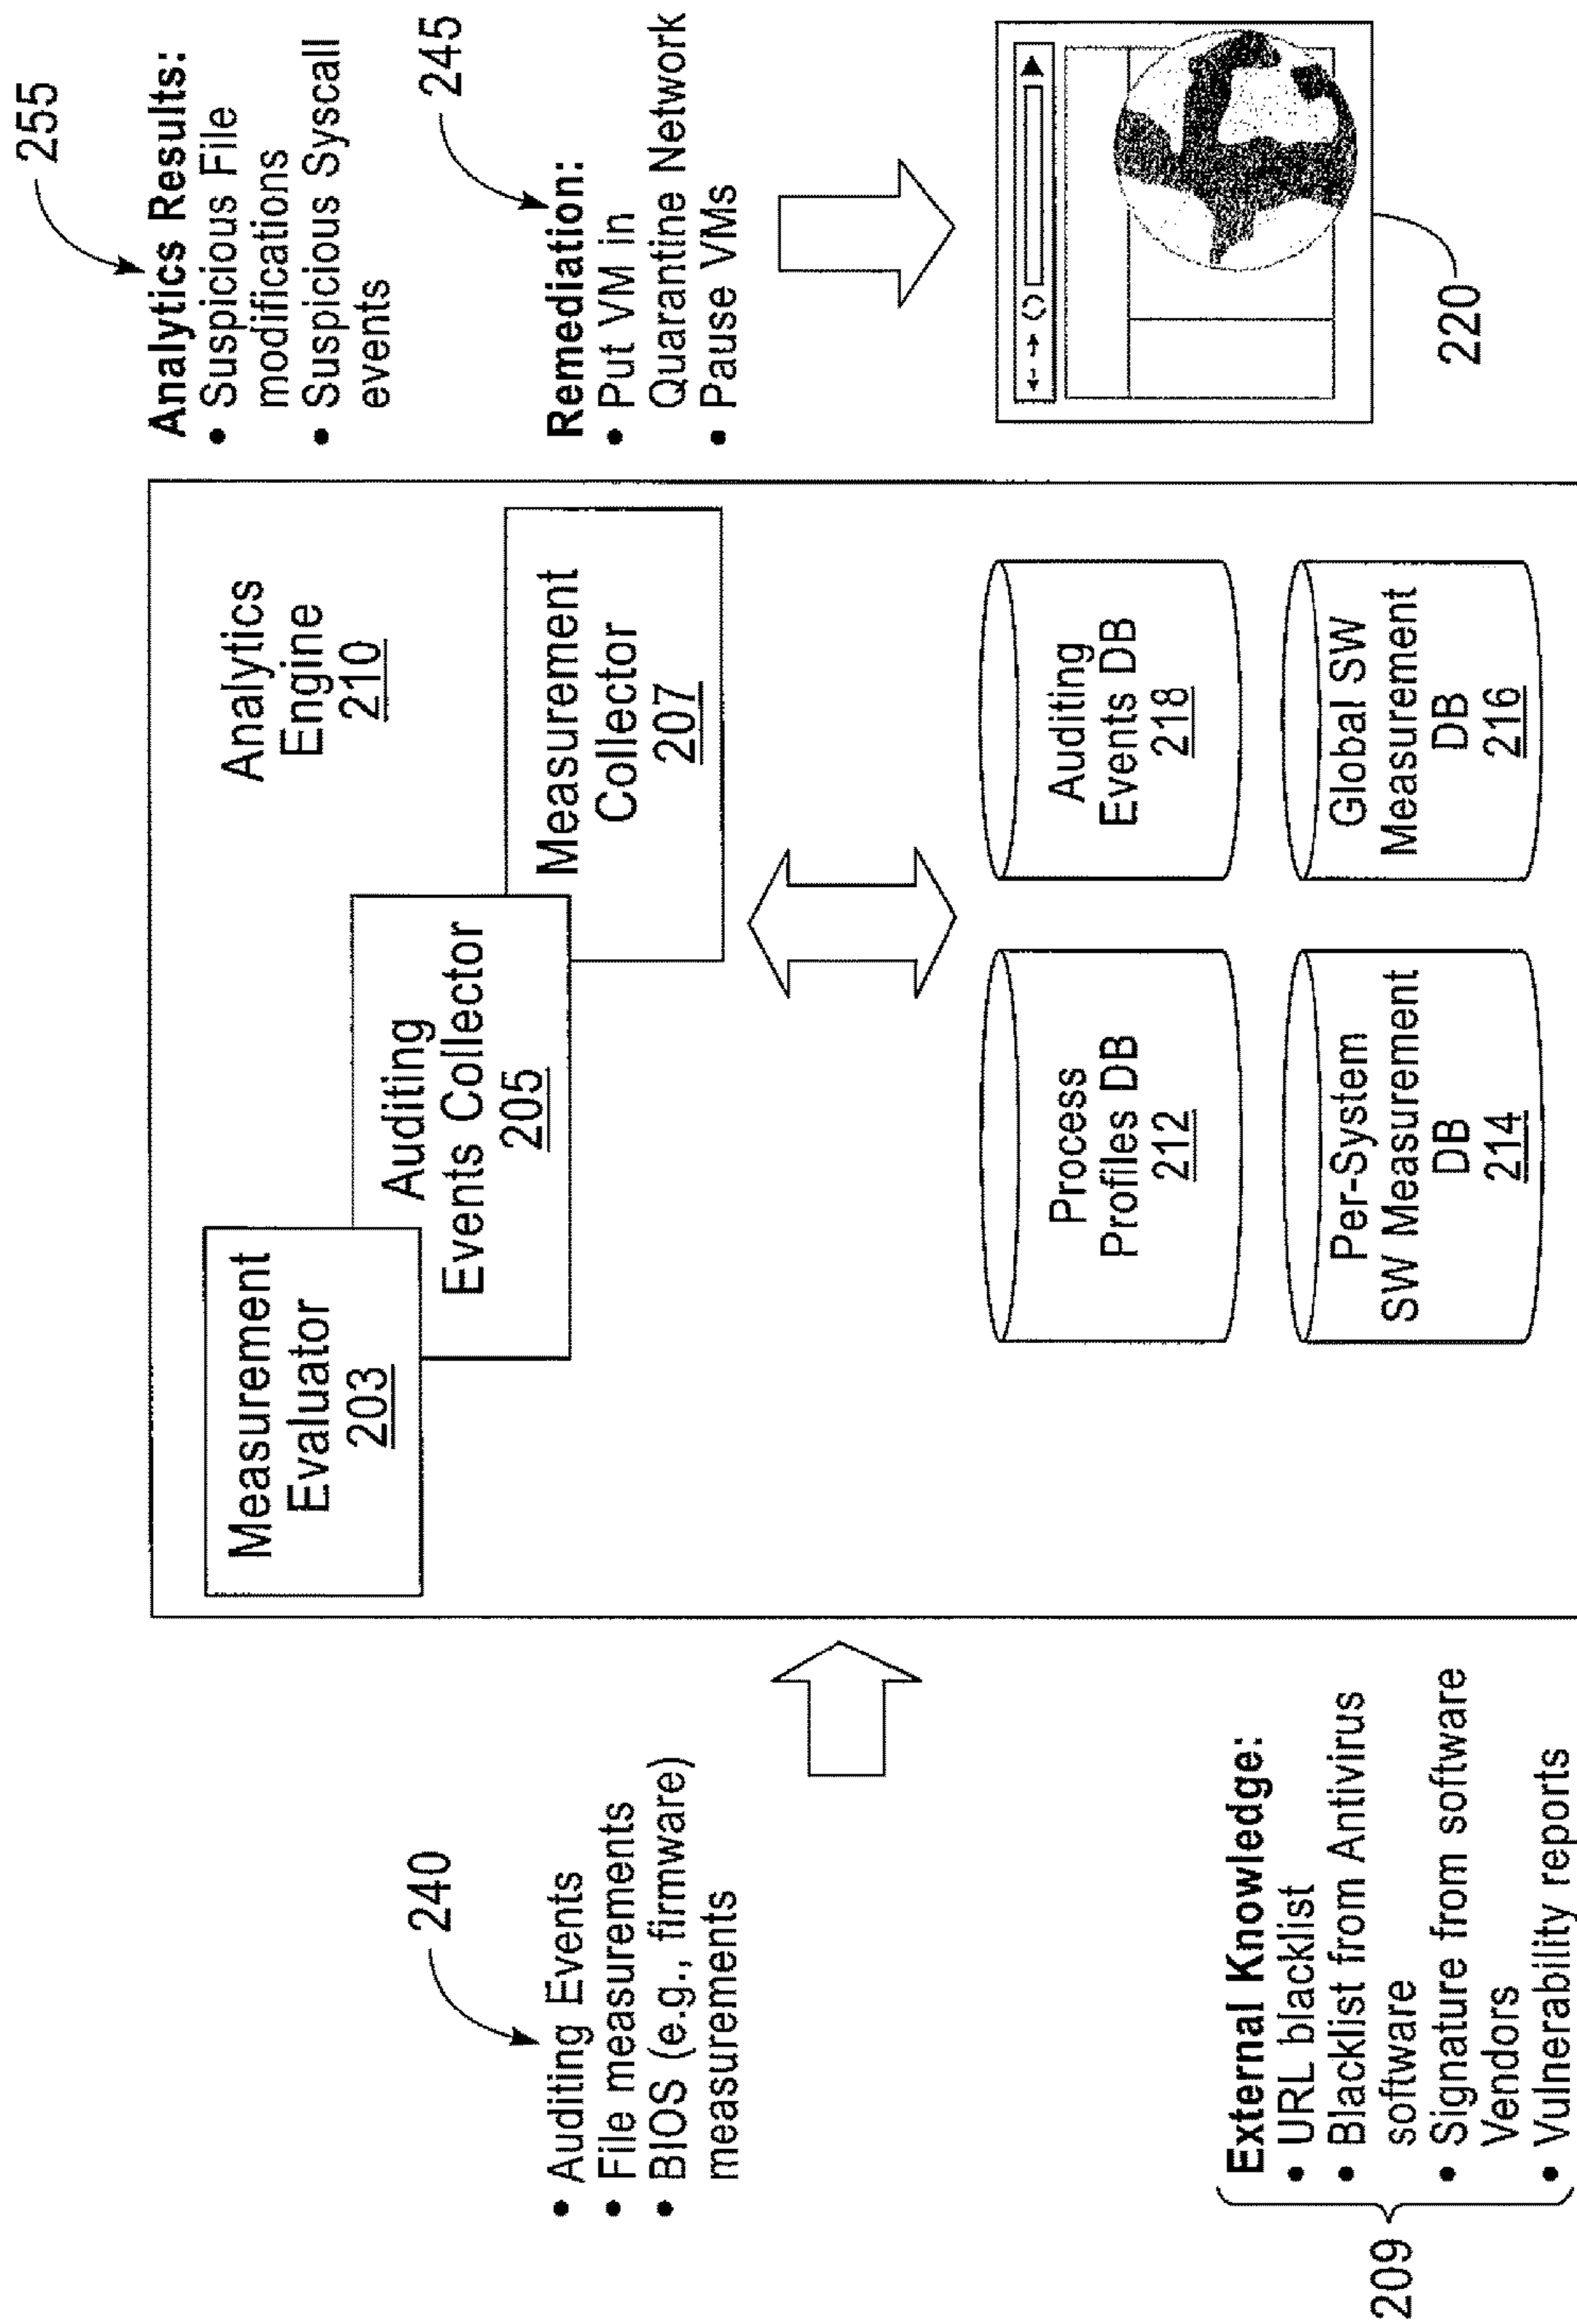 240
• Auditing Events
• File measurements
• BIOS (e.g., firmware)
measurements
External Knowledge:
• URL blacklist
• Blacklist from Antivirus
software
• Signature from software
Vendors
• Vulnerability reports
209
Analytics
Engine
210
Measurement
Evaluator
203
Auditing
Events Collector
205
Measurement
Collector
207
Process
Profiles DB
212
Auditing
Events DB
218
Per-System
SW Measurement
DB
214
Global SW
Measurement
DB
216
255
Analytics Results:
• Suspicious File
modifications
• Suspicious Syscall
events
245
Remediation:
• Put VM in
Quarantine Network
• Pause VMs
220